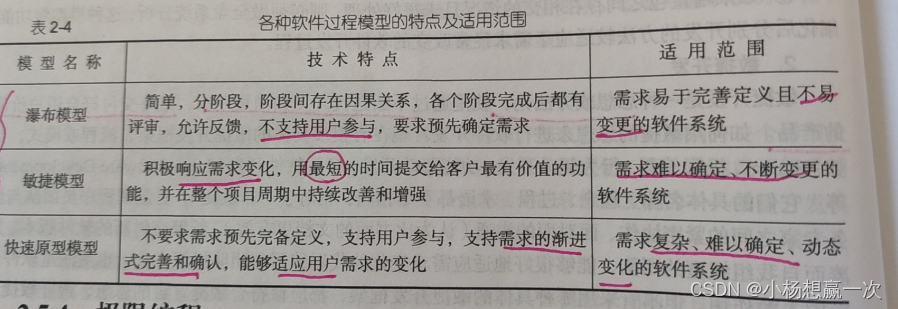 表 2-4 各种软件过程模型的特点及适用范围
模型名称 技术特点 适用范围
瀑布模型
简单，分阶段，阶段间存在因果关系，各个阶段完成后都有
评审，允许反馈，不支持用户参与，要求预先确定需求
需求易于完善定义且不易
变更的软件系统
敏捷模型
积极响应需求变化，用最短的时间提交给客户最有价值的功
能，并在整个项目周期中持续改善和增强
需求难以确定、不断变更的
软件系统
快速原型模型
不要求需求预先完备定义，支持用户参与，支持需求的渐进
式完善和确认，能够适应用户需求的变化
需求复杂、难以确定、动态
变化的软件系统
CSDN @小杨想赢一次